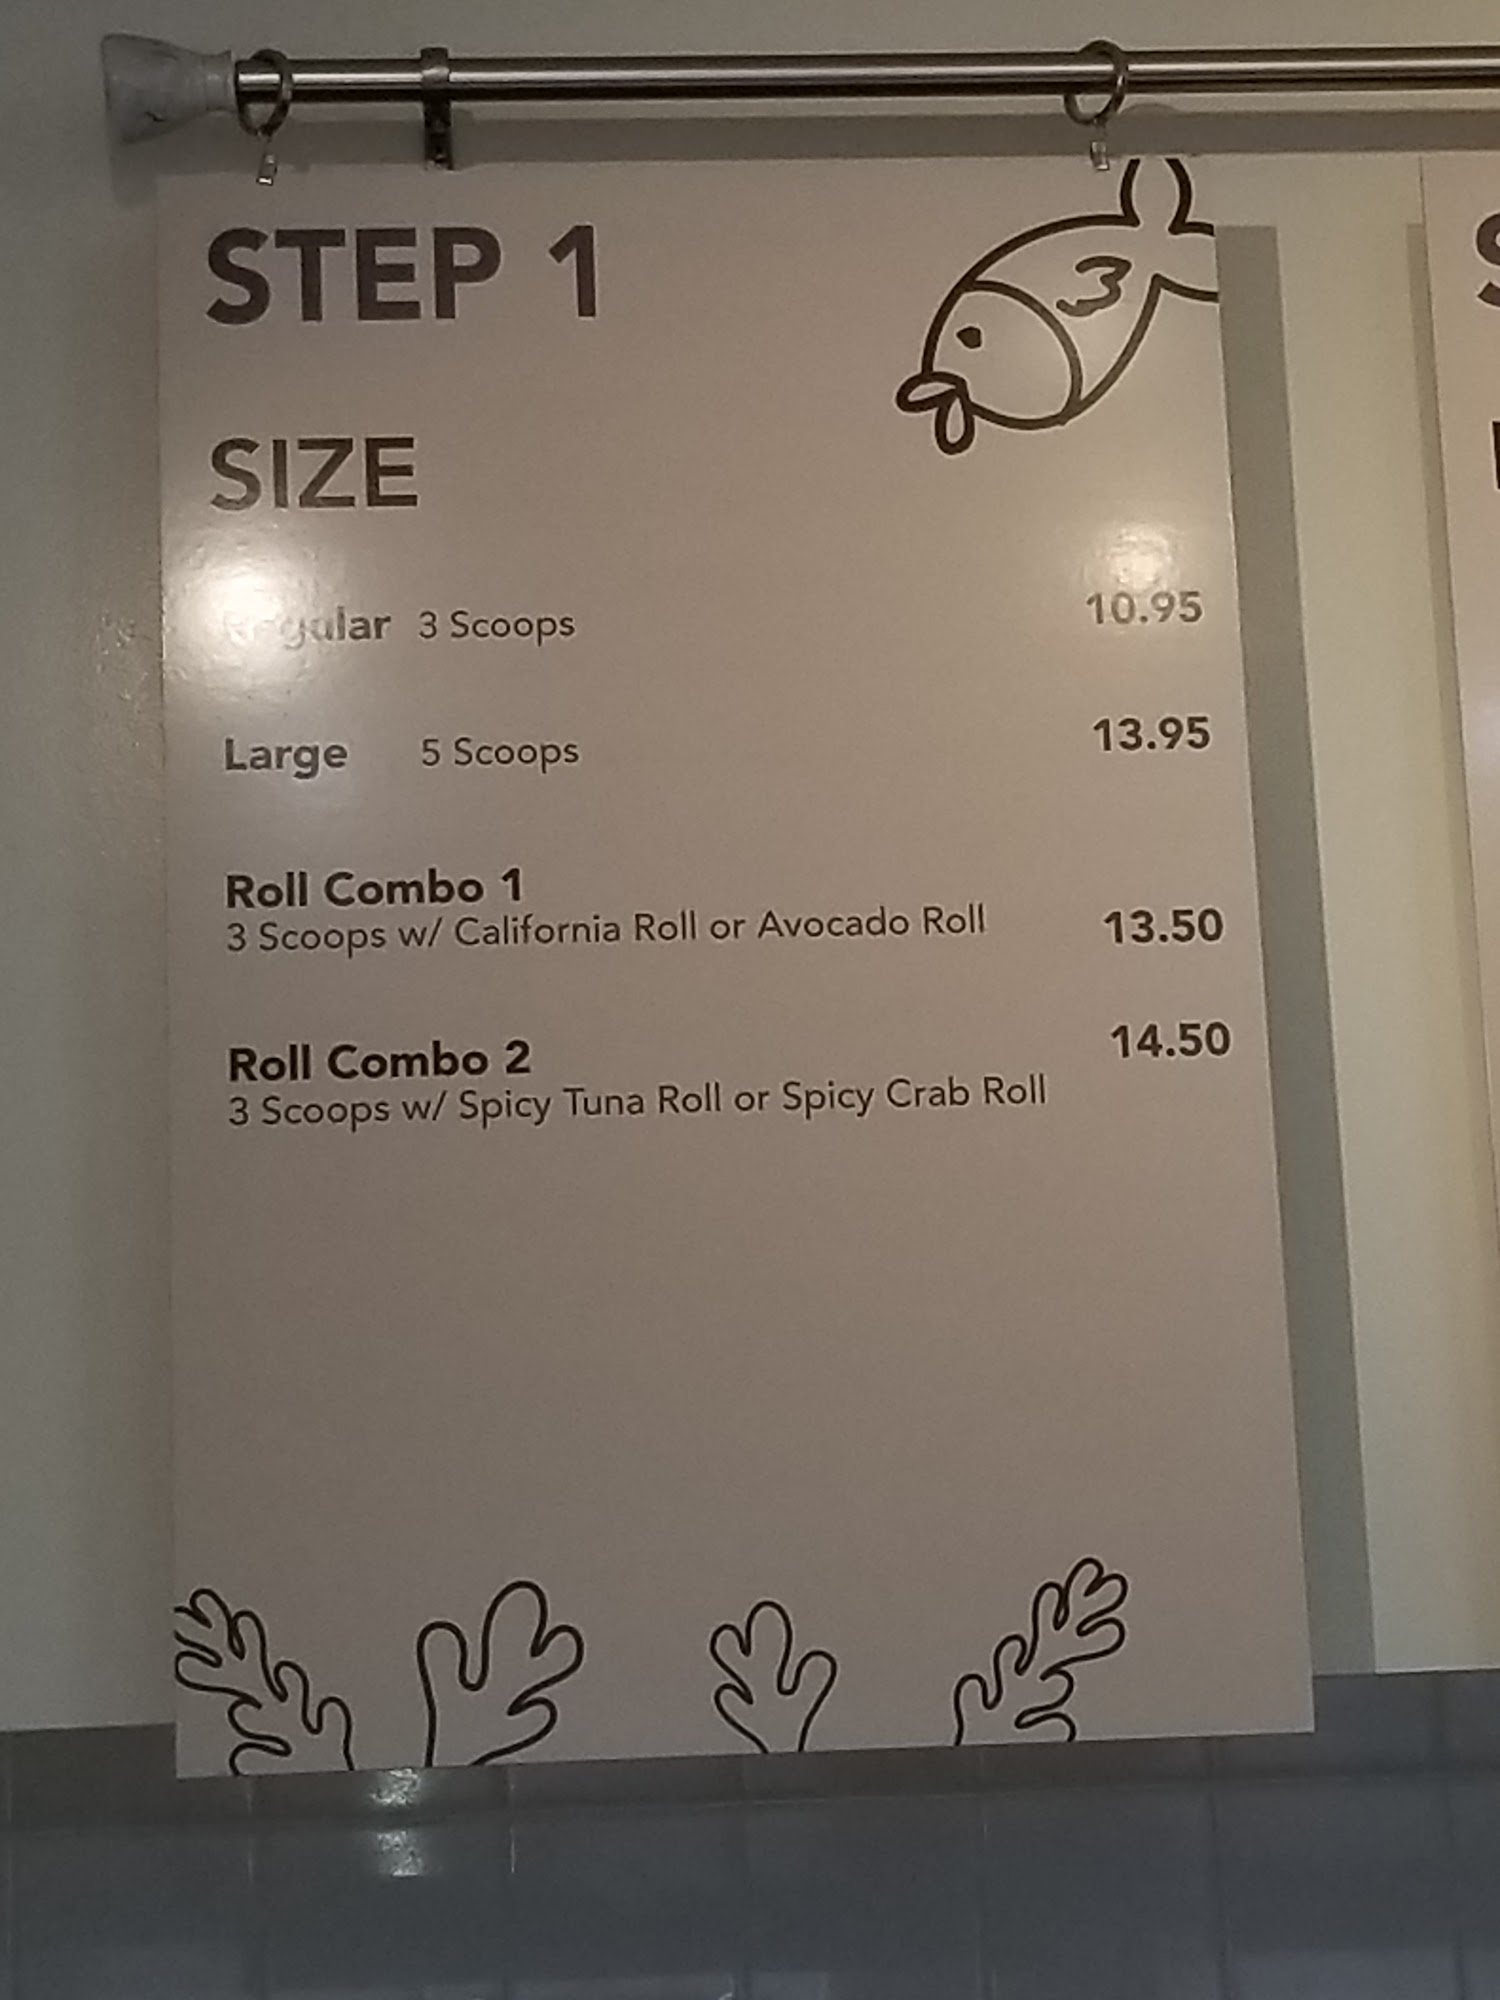 STEP 1
3
SIZE
Regular 3 Scoops 10.95
Large 5 Scoops 13.95
Roll Combo 1
3 Scoops w/ California Roll or Avocado Roll 13.50
Roll Combo 2 14.50
3 Scoops w/ Spicy Tuna Roll or Spicy Crab Roll
S